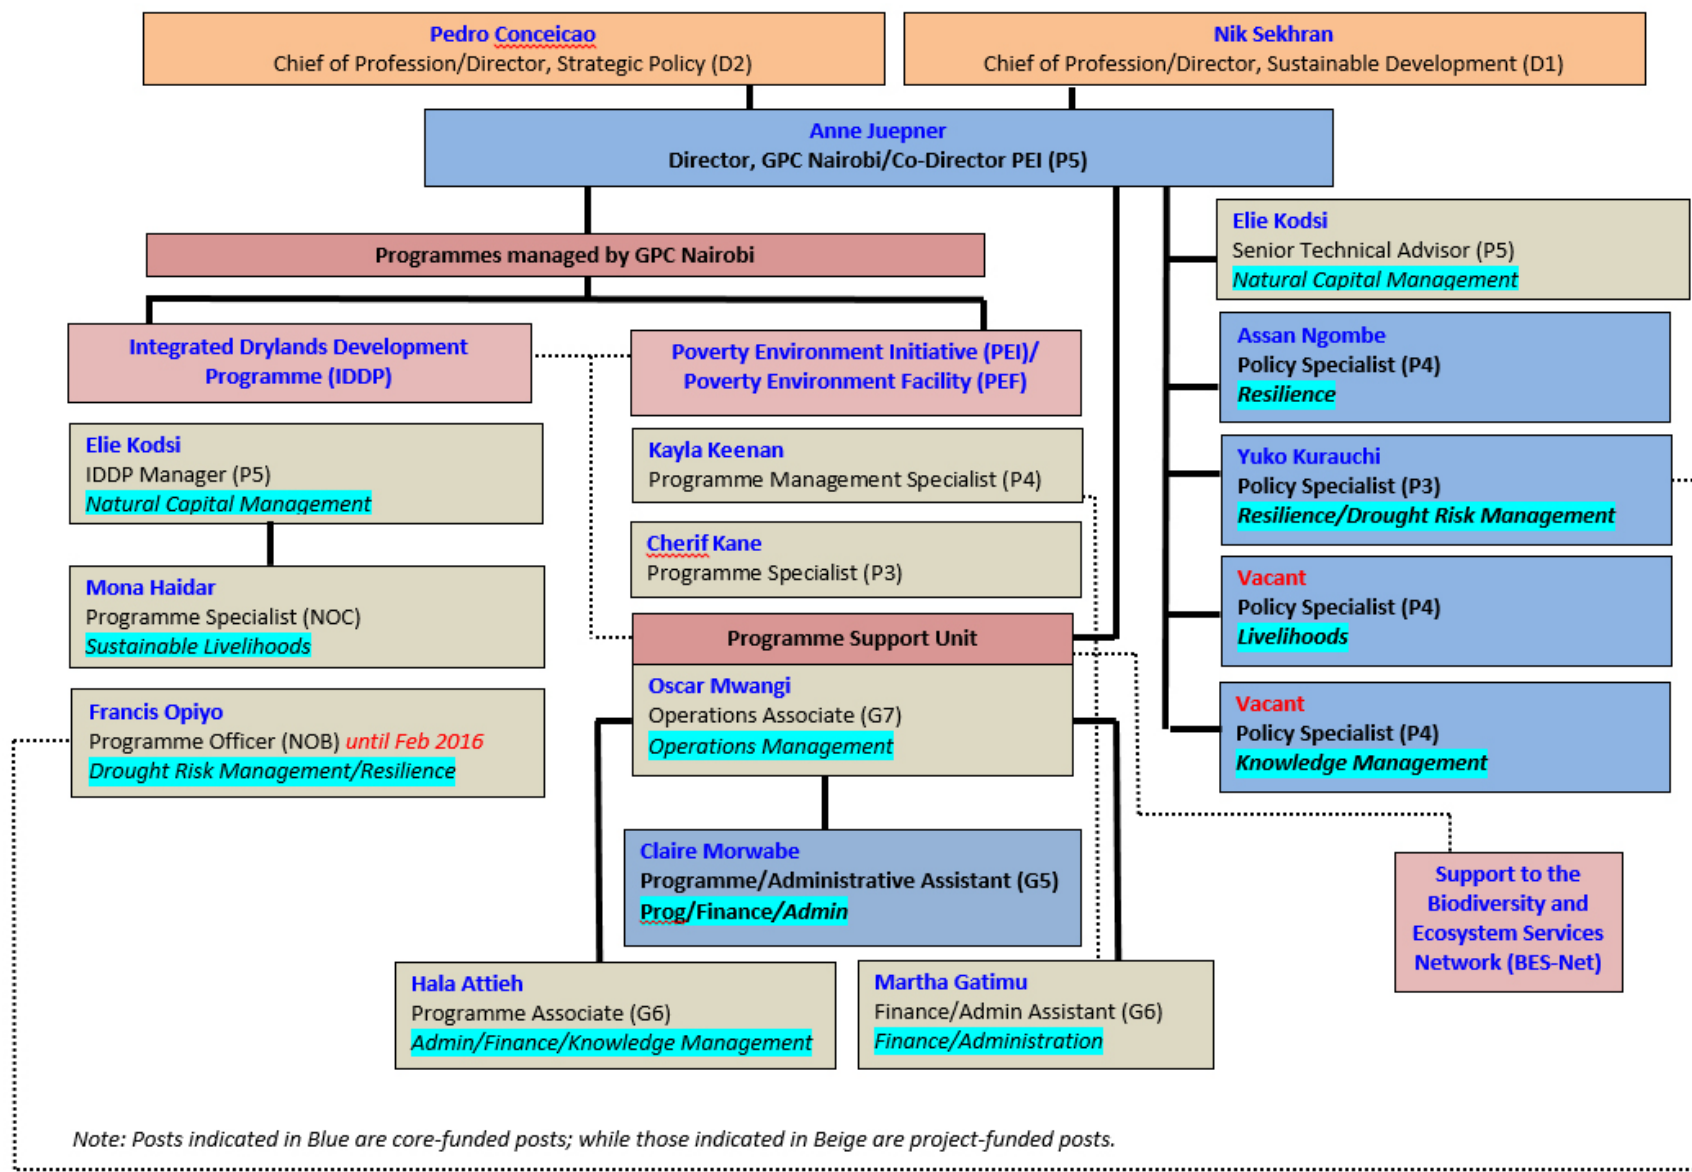 Pedro Conceicao
Chief of Profession/Director, Strategic Policy (D2)
Nik Sekhran
Chief of Profession/Director, Sustainable Development (D1)
Anne Juepner
Director, GPC Nairobi/Co-Director PEI (P5)
Programmes managed by GPC Nairobi
Integrated Drylands Development
Programme (IDDP)
Elie Kodsi
IDDP Manager (P5)
Natural Capital Management
Mona Haidar
Programme Specialist (NOC)
Sustainable Livelihoods
Francis Opiyo
Programme Officer (NOB) until Feb 2016
Drought Risk Management/Resilience
Poverty Environment Initiative (PEI)/
Poverty Environment Facility (PEF)
Kayla Keenan
Programme Management Specialist (P4)
Cherif Kane
Programme Specialist (P3)
Programme Support Unit
Oscar Mwangi
Operations Associate (G7)
Operations Management
Claire Morwabe
Programme/Administrative Assistant (G5)
Prog/Finance/Admin
Hala Attieh
Programme Associate (G6)
Admin/Finance/Knowledge Management
Martha Gatimu
Finance/Admin Assistant (G6)
Finance/Administration
Elie Kodsi
Senior Technical Advisor (P5)
Natural Capital Management
Assan Ngombe
Policy Specialist (P4)
Resilience
Yuko Kurauchi
Policy Specialist (P3)
Resilience/Drought Risk Management
Vacant
Policy Specialist (P4)
Livelihoods
Vacant
Policy Specialist (P4)
Knowledge Management
Support to the
Biodiversity and
Ecosystem Services
Network (BES-Net)
Note: Posts indicated in Blue are core-funded posts; while those indicated in Beige are project-funded posts.